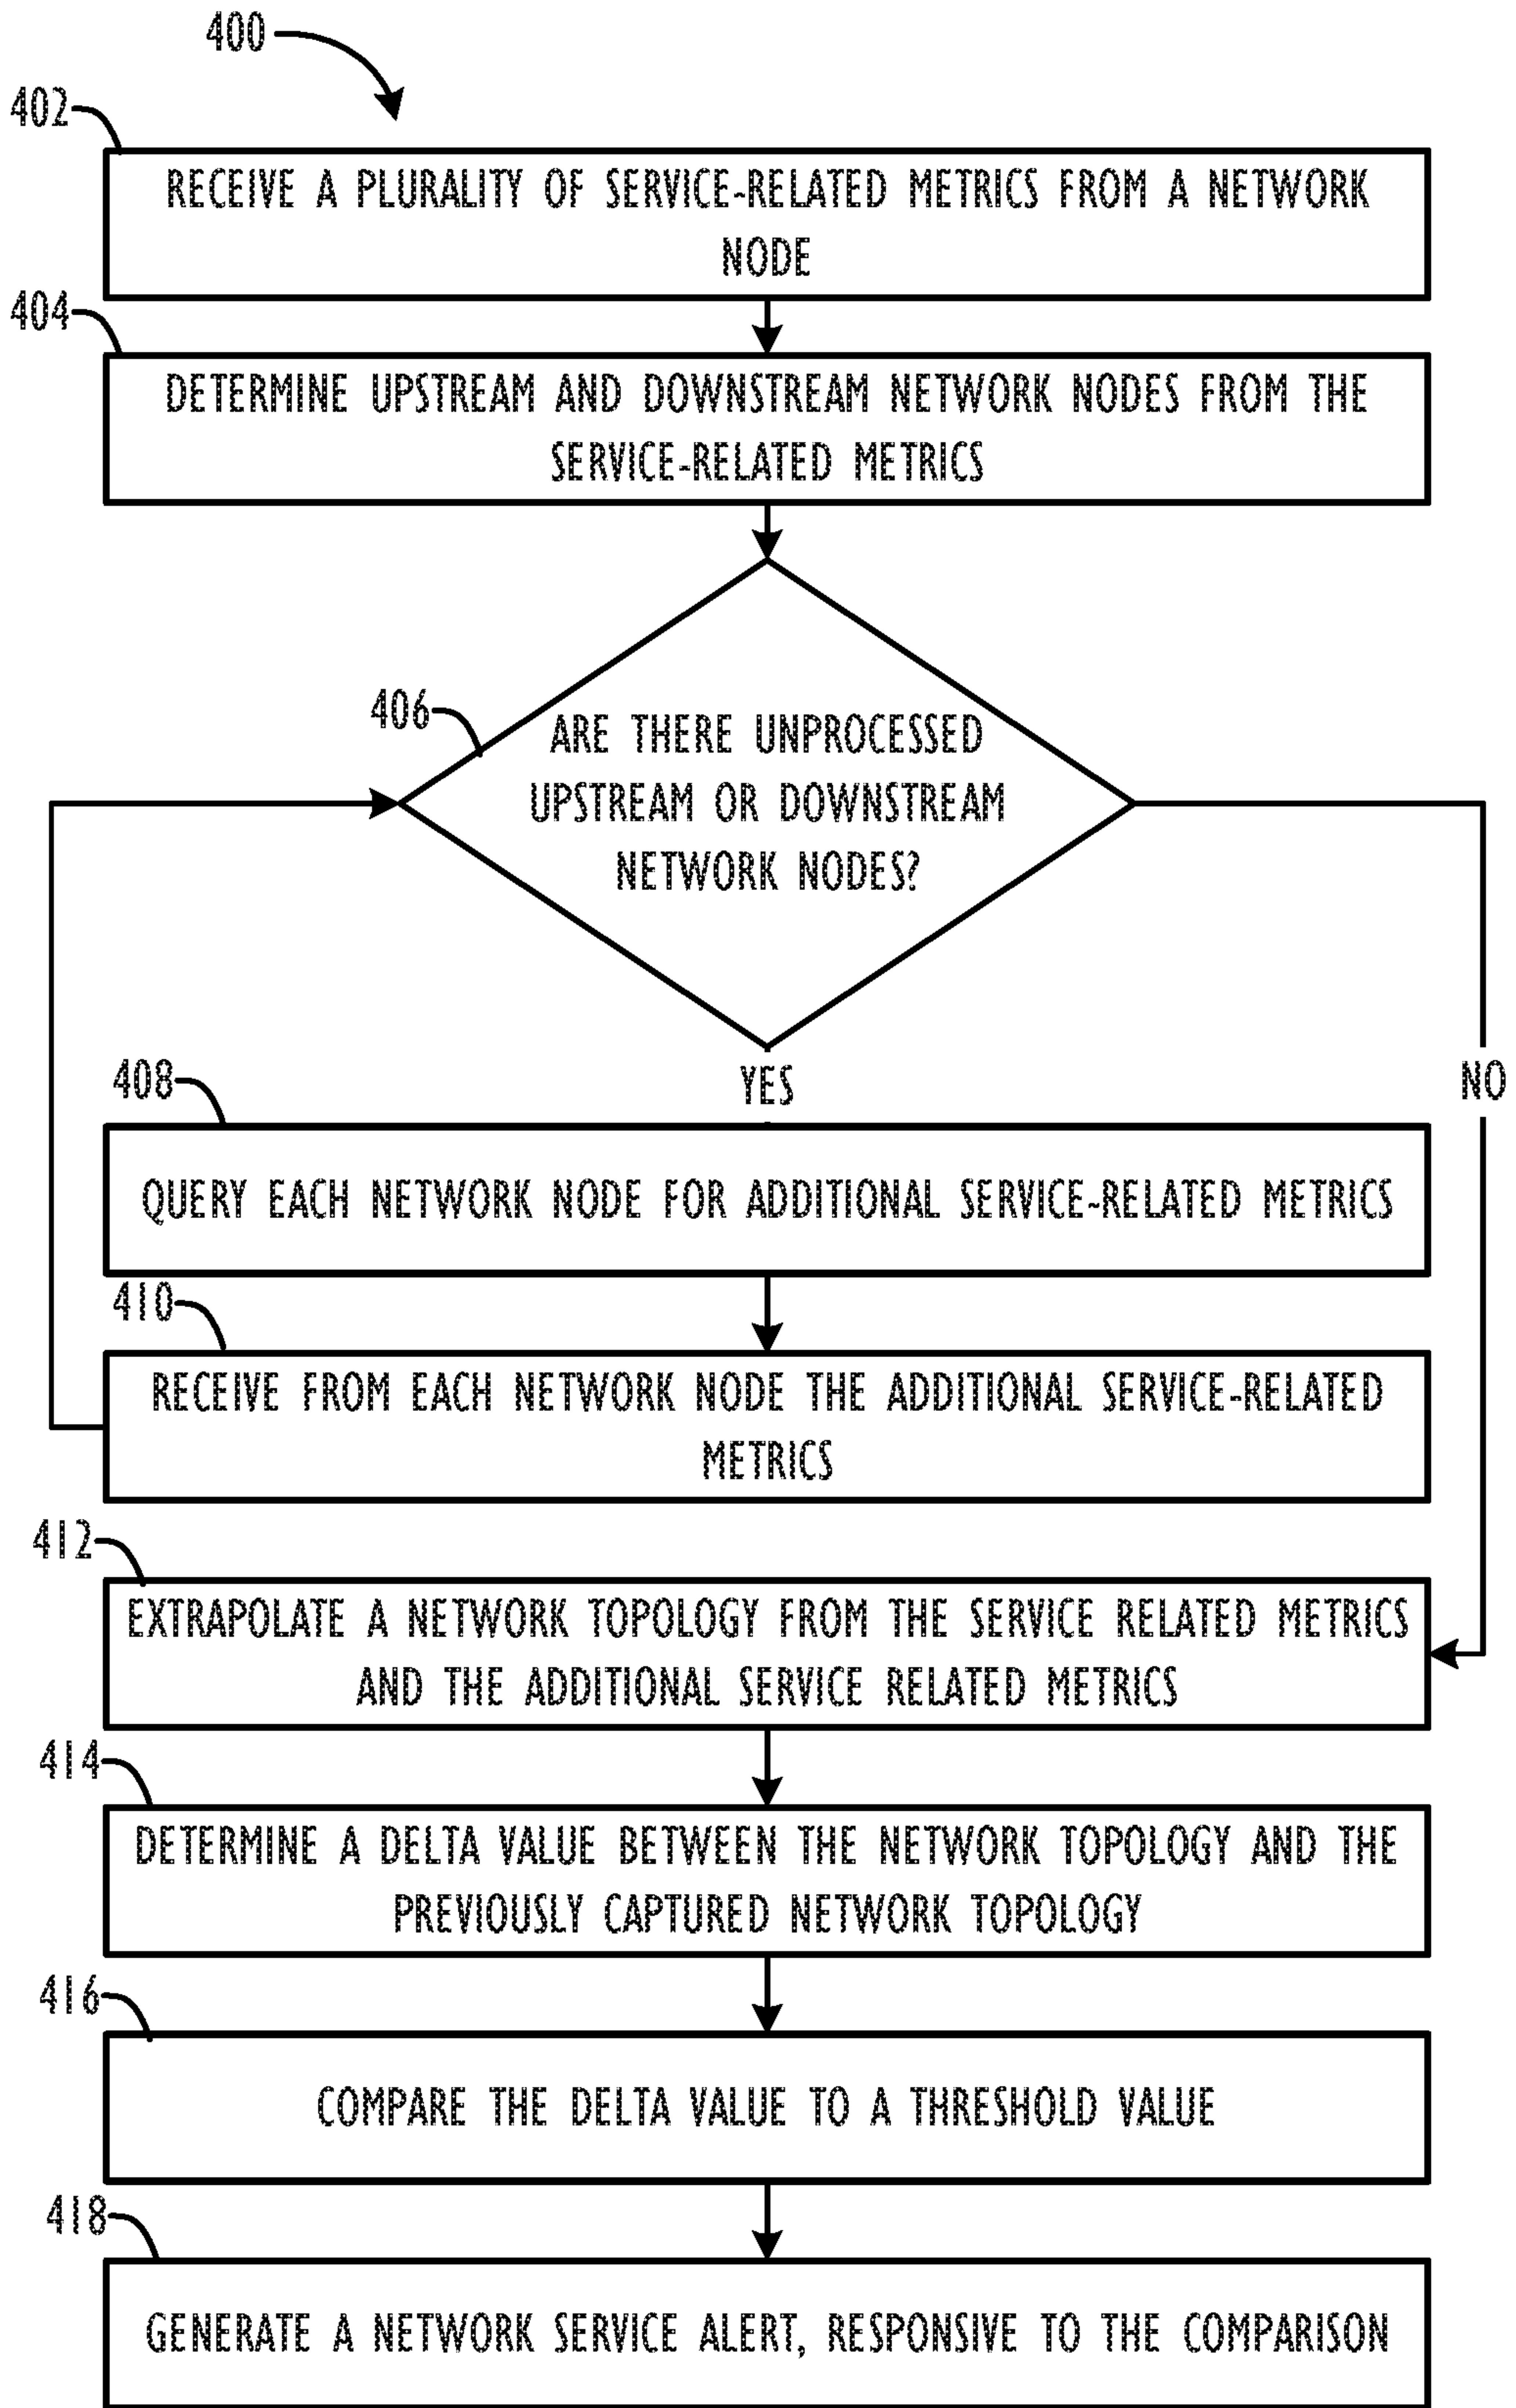 400
402
RECEIVE A PLURALITY OF SERVICE-RELATED METRICS FROM A NETWORK
NODE
404
DETERMINE UPSTREAM AND DOWNSTREAM NETWORK NODES FROM THE
SERVICE-RELATED METRICS
406
ARE THERE UNPROCESSED
UPSTREAM OR DOWNSTREAM
NETWORK NODES?
YES
NO
408
QUERY EACH NETWORK NODE FOR ADDITIONAL SERVICE-RELATED METRICS
410
RECEIVE FROM EACH NETWORK NODE THE ADDITIONAL SERVICE-RELATED
METRICS
412
EXTRAPOLATE A NETWORK TOPOLOGY FROM THE SERVICE RELATED METRICS
AND THE ADDITIONAL SERVICE RELATED METRICS
414
DETERMINE A DELTA VALUE BETWEEN THE NETWORK TOPOLOGY AND THE
PREVIOUSLY CAPTURED NETWORK TOPOLOGY
416
COMPARE THE DELTA VALUE TO A THRESHOLD VALUE
418
GENERATE A NETWORK SERVICE ALERT, RESPONSIVE TO THE COMPARISON